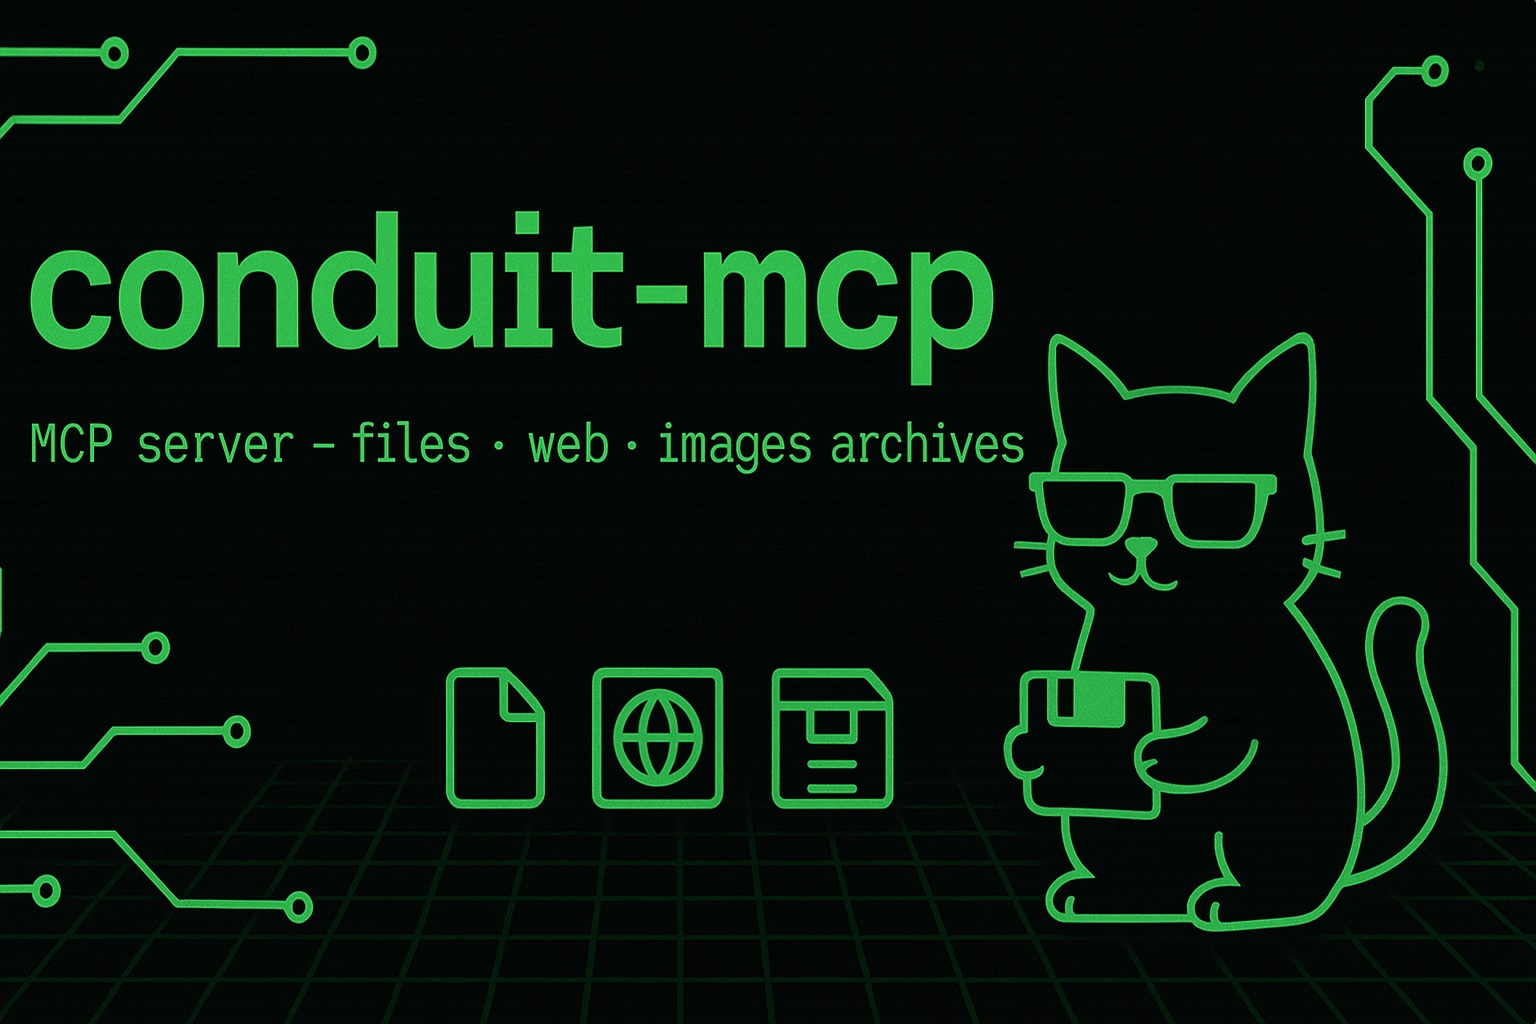 conduit-mcp
MCP server – files · web · images archives